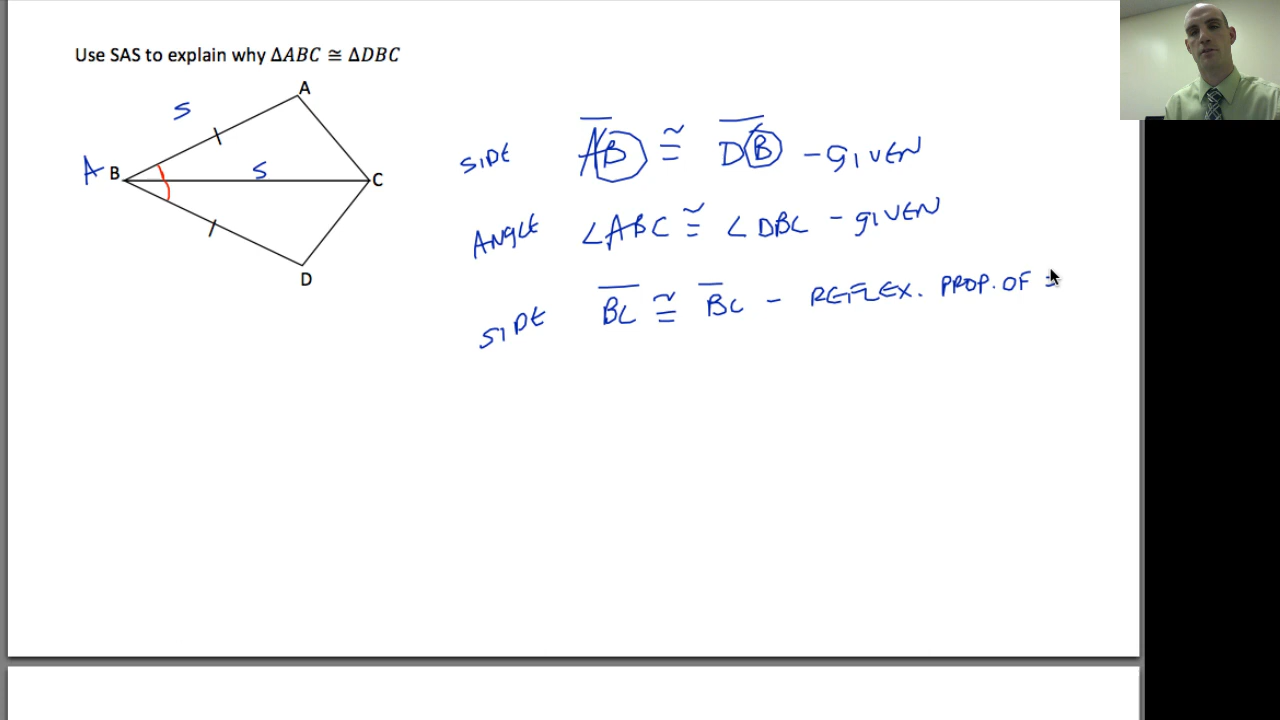 Use SAS to explain why ΔABC ≅ ΔDBC
A
S
A B
S
C
D
SIDE AB ≅ DB - GIVEN
ANGLE ∠ABC ≅ ∠DBC - GIVEN
SIDE BC ≅ BC - REFLEX. PROP. OF